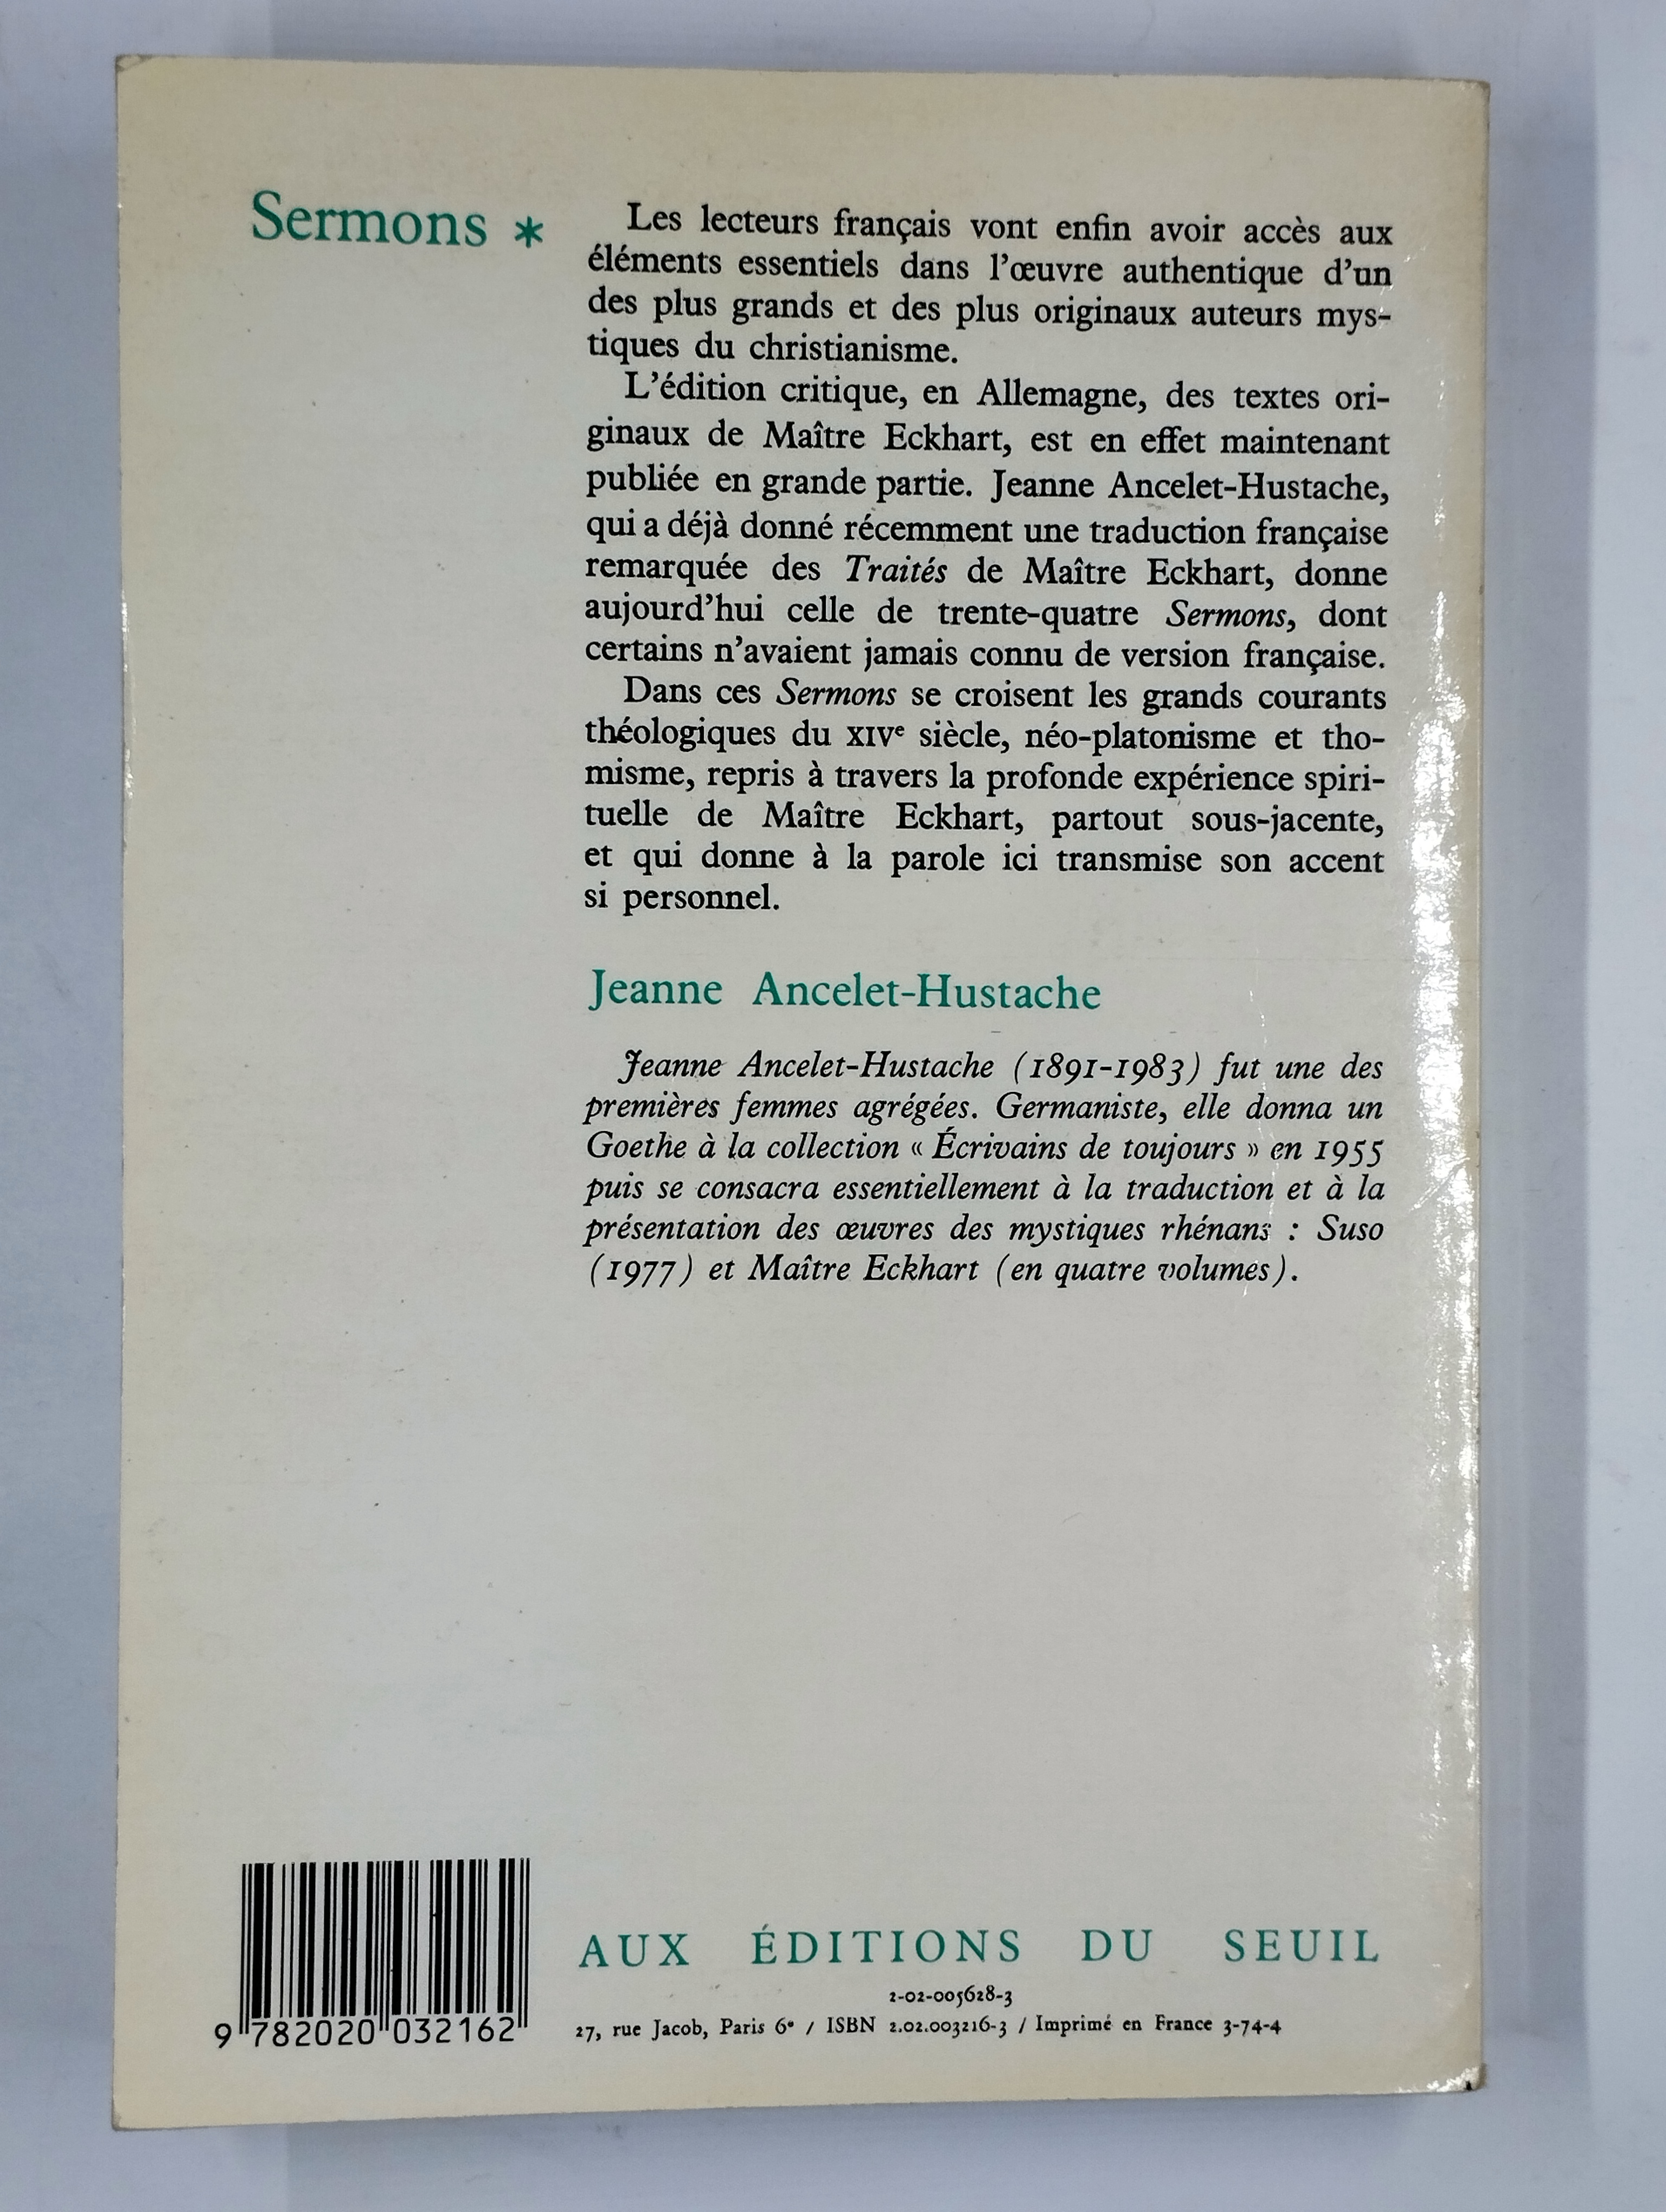 Sermons *
Les lecteurs français vont enfin avoir accès aux
éléments essentiels dans l'œuvre authentique d'un
des plus grands et des plus originaux auteurs mys-
tiques du christianisme.
L'édition critique, en Allemagne, des textes ori-
ginaux de Maître Eckhart, est en effet maintenant
publiée en grande partie. Jeanne Ancelet-Hustache,
qui a déjà donné récemment une traduction française
remarquée des Traités de Maître Eckhart, donne
aujourd'hui celle de trente-quatre Sermons, dont
certains n'avaient jamais connu de version française.
Dans ces Sermons se croisent les grands courants
théologiques du XIVe siècle, néo-platonisme et tho-
misme, repris à travers la profonde expérience spiri-
tuelle de Maître Eckhart, partout sous-jacente,
et qui donne à la parole ici transmise son accent
si personnel.
Jeanne Ancelet-Hustache
Jeanne Ancelet-Hustache (1891-1983) fut une des
premières femmes agrégées. Germaniste, elle donna un
Goethe à la collection « Écrivains de toujours » en 1955
puis se consacra essentiellement à la traduction et à la
présentation des œuvres des mystiques rhénans : Suso
(1977) et Maître Eckhart (en quatre volumes).
AUX ÉDITIONS DU SEUIL
2-02-005628-3
27, rue Jacob, Paris 6e / ISBN 2.02.003216-3 / Imprimé en France 3-74-4
9 782020 032162